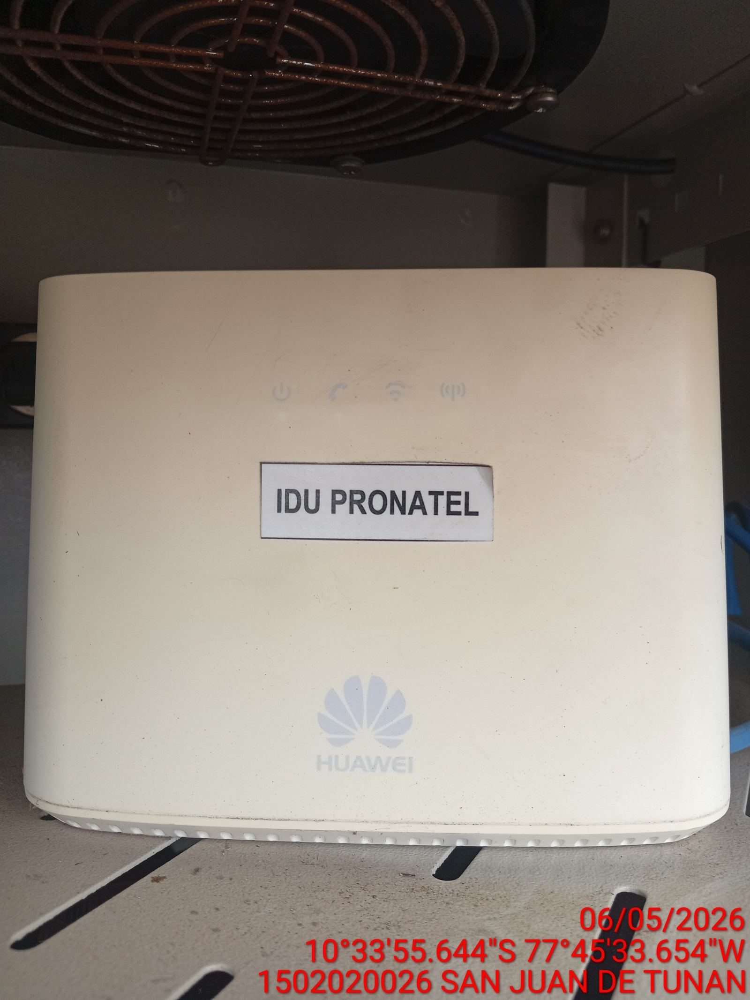 IDU PRONATEL
HUAWEI
06/05/2026
10°33'55.644"S 77°45'33.654"W
1502020026 SAN JUAN DE TUNAN